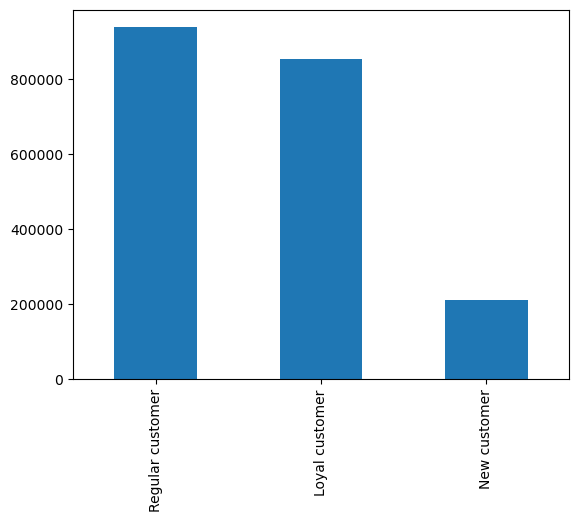 800000
600000
400000
200000
0
Regular customer
Loyal customer
New customer